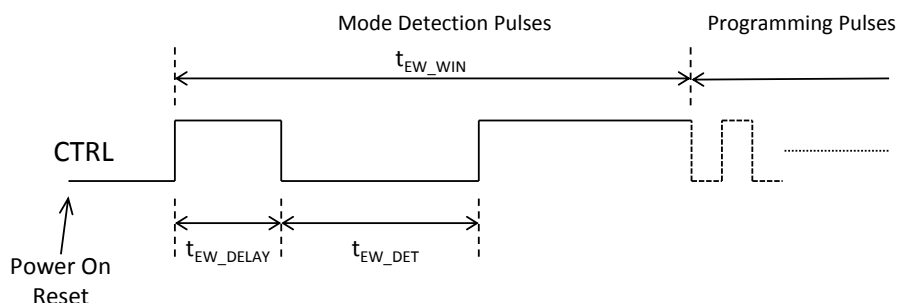 Mode Detection Pulses
Programming Pulses
tEW_WIN
CTRL
tEW_DELAY
tEW_DET
Power On
Reset